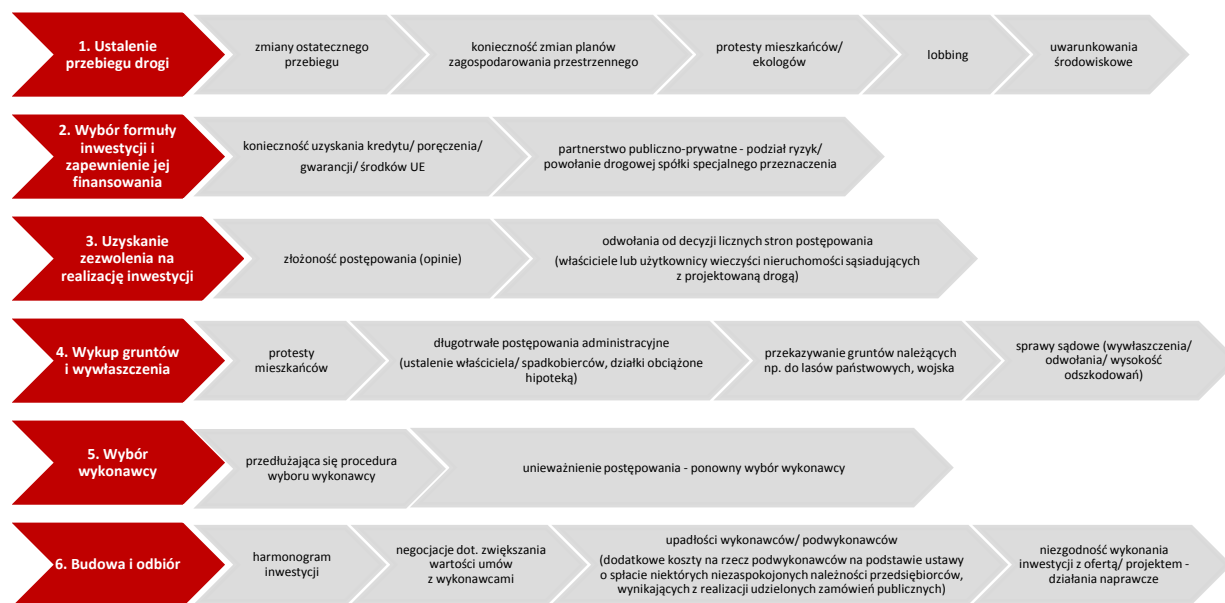 1. Ustalenie
przebiegu drogi
zmiany ostatecznego
przebiegu
konieczność zmian planów
zagospodarowania przestrzennego
protesty mieszkańców/
ekologów
lobbing
uwarunkowania
środowiskowe
2. Wybór formuły
inwestycji i
zapewnienie jej
finansowania
konieczność uzyskania kredytu/ poręczenia/
gwarancji/ środków UE
partnerstwo publiczno-prywatne - podział ryzyk/
powołanie drogowej spółki specjalnego przeznaczenia
3. Uzyskanie
zezwolenia na
realizację inwestycji
złożoność postępowania (opinie)
odwołania od decyzji licznych stron postępowania
(właściciele lub użytkownicy wieczyści nieruchomości sąsiadujących
z projektowaną drogą)
4. Wykup gruntów
i wywłaszczenia
protesty
mieszkańców
długotrwałe postępowania administracyjne
(ustalenie właściciela/ spadkobierców, działki obciążone
hipoteką)
przekazywanie gruntów należących
np. do lasów państwowych, wojska
sprawy sądowe (wywłaszczenia/
odwołania/ wysokość
odszkodowań)
5. Wybór
wykonawcy
przedłużająca się procedura
wyboru wykonawcy
unieważnienie postępowania - ponowny wybór wykonawcy
6. Budowa i odbiór
harmonogram
inwestycji
negocjacje dot. zwiększania
wartości umów
z wykonawcami
upadłości wykonawców/ podwykonawców
(dodatkowe koszty na rzecz podwykonawców na podstawie ustawy
o spłacie niektórych niezaspokojonych należności przedsiębiorców,
wynikających z realizacji udzielonych zamówień publicznych)
niezgodność wykonania
inwestycji z ofertą/ projektem -
działania naprawcze